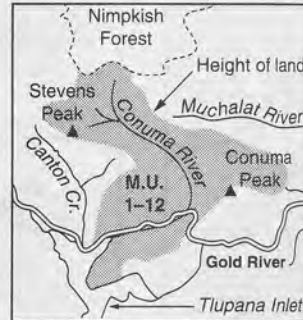 Nimpkish
Forest
Height of land
Stevens
Peak
Muchalat River
Conuma River
Canton Cr.
Conuma
Peak
M.U.
1–12
Gold River
Tlupana Inlet